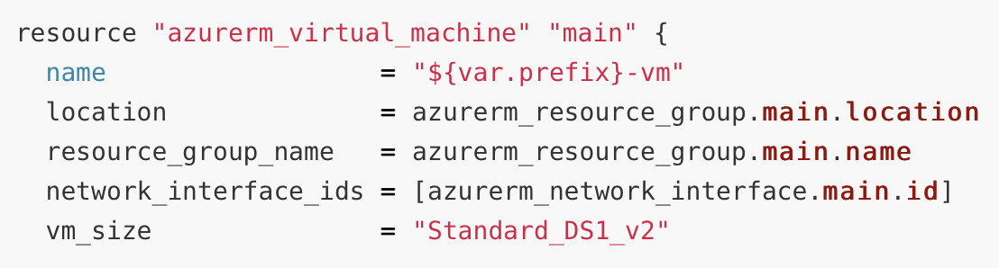 resource "azurerm_virtual_machine" "main" {
  name                  = "${var.prefix}-vm"
  location              = azurerm_resource_group.main.location
  resource_group_name   = azurerm_resource_group.main.name
  network_interface_ids = [azurerm_network_interface.main.id]
  vm_size               = "Standard_DS1_v2"